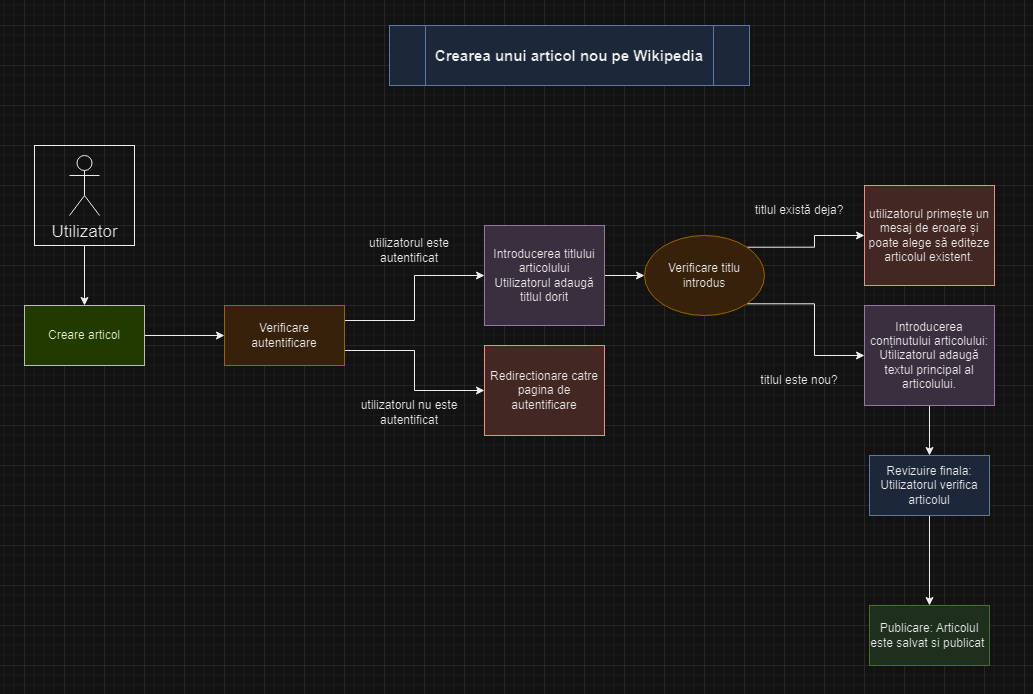 Crearea unui articol nou pe Wikipedia
Utilizator
Creare articol
Verificare
autentificare
utilizatorul este
autentificat
utilizatorul nu este
autentificat
Introducerea titlului
articolului
Utilizatorul adaugă
titlul dorit
Redirectionare catre
pagina de
autentificare
Verificare titlu
introdus
titlul există deja?
titlul este nou?
utilizatorul primește un
mesaj de eroare și
poate alege să editeze
articolul existent.
Introducerea
conținutului articolului:
Utilizatorul adaugă
textul principal al
articolului.
Revizuire finala:
Utilizatorul verifica
articolul
Publicare: Articolul
este salvat si publicat